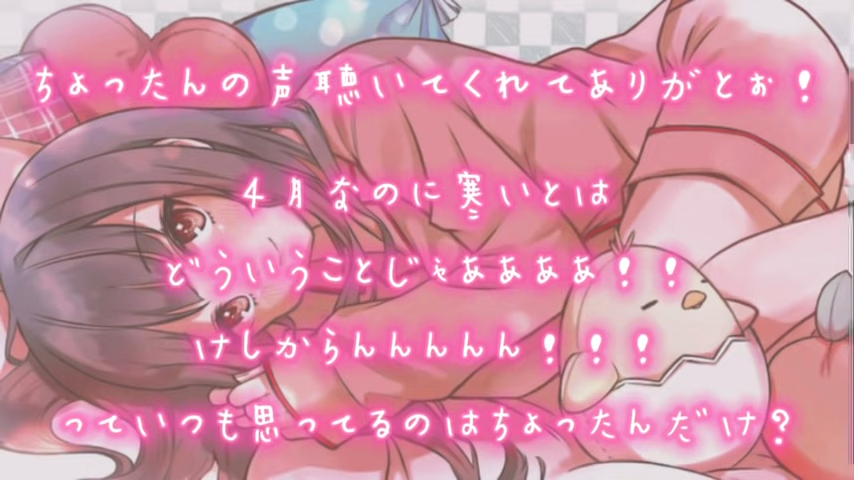 ちょったんの声聴いてくれてありがとぉ！
4月なのに寒いとは
どういうことじゃああああ！！
けしからんんんんん！！！
っていつも思ってるのはちょったんだけ？